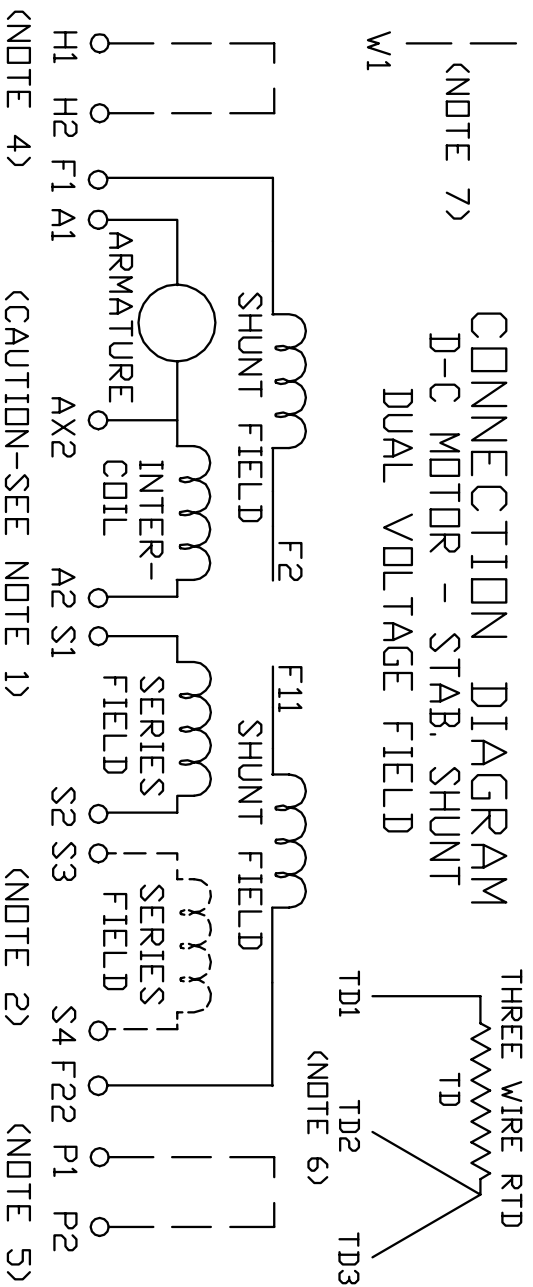 CONNECTION DIAGRAM
D-C MOTOR - STAB. SHUNT
DUAL VOLTAGE FIELD
W1
(NOTE 7)
THREE WIRE RTD
TD
TD1
TD2
TD3
(NOTE 6)
F2
F11
SHUNT FIELD
SHUNT FIELD
ARMATURE
INTER-
COIL
SERIES
FIELD
SERIES
FIELD
H1 H2 F1 A1 AX2 A2 S1 S2 S3 S4 F22 P1 P2
(NOTE 4) (CAUTION-SEE NOTE 1) (NOTE 2) (NOTE 5)